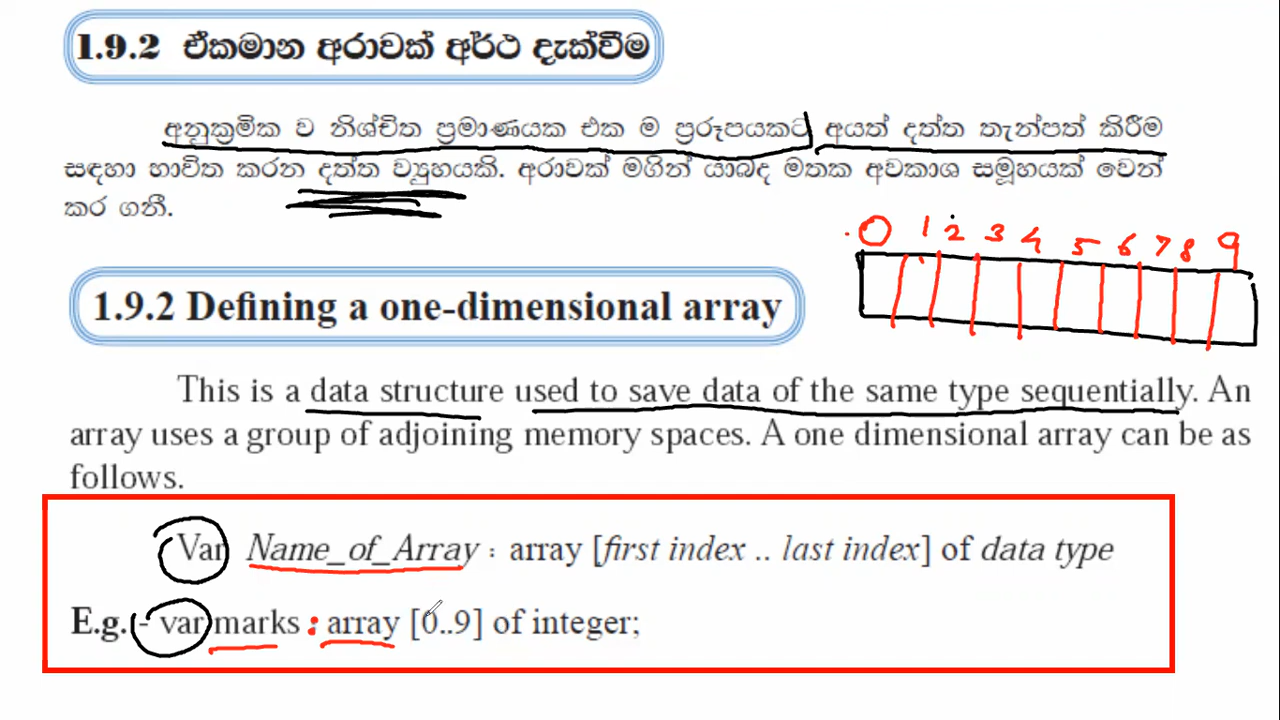 1.9.2 ඒකමාන අරාවක් අර්ථ දැක්වීම
අනුක්‍රමික ව නිශ්චිත ප්‍රමාණයක එක ම ප්‍රරූපයකට අයත් දත්ත තැන්පත් කිරීම
සඳහා භාවිත කරන දත්ත ව්‍යුහයකි. අරාවක් මගින් යාබද මතක අවකාශ සමූහයක් වෙන්
කර ගනී.
0 1 2 3 4 5 6 7 8 9
1.9.2 Defining a one-dimensional array
This is a data structure used to save data of the same type sequentially. An
array uses a group of adjoining memory spaces. A one dimensional array can be as
follows.
Var Name_of_Array : array [first index .. last index] of data type
E.g. - var marks : array [0..9] of integer;